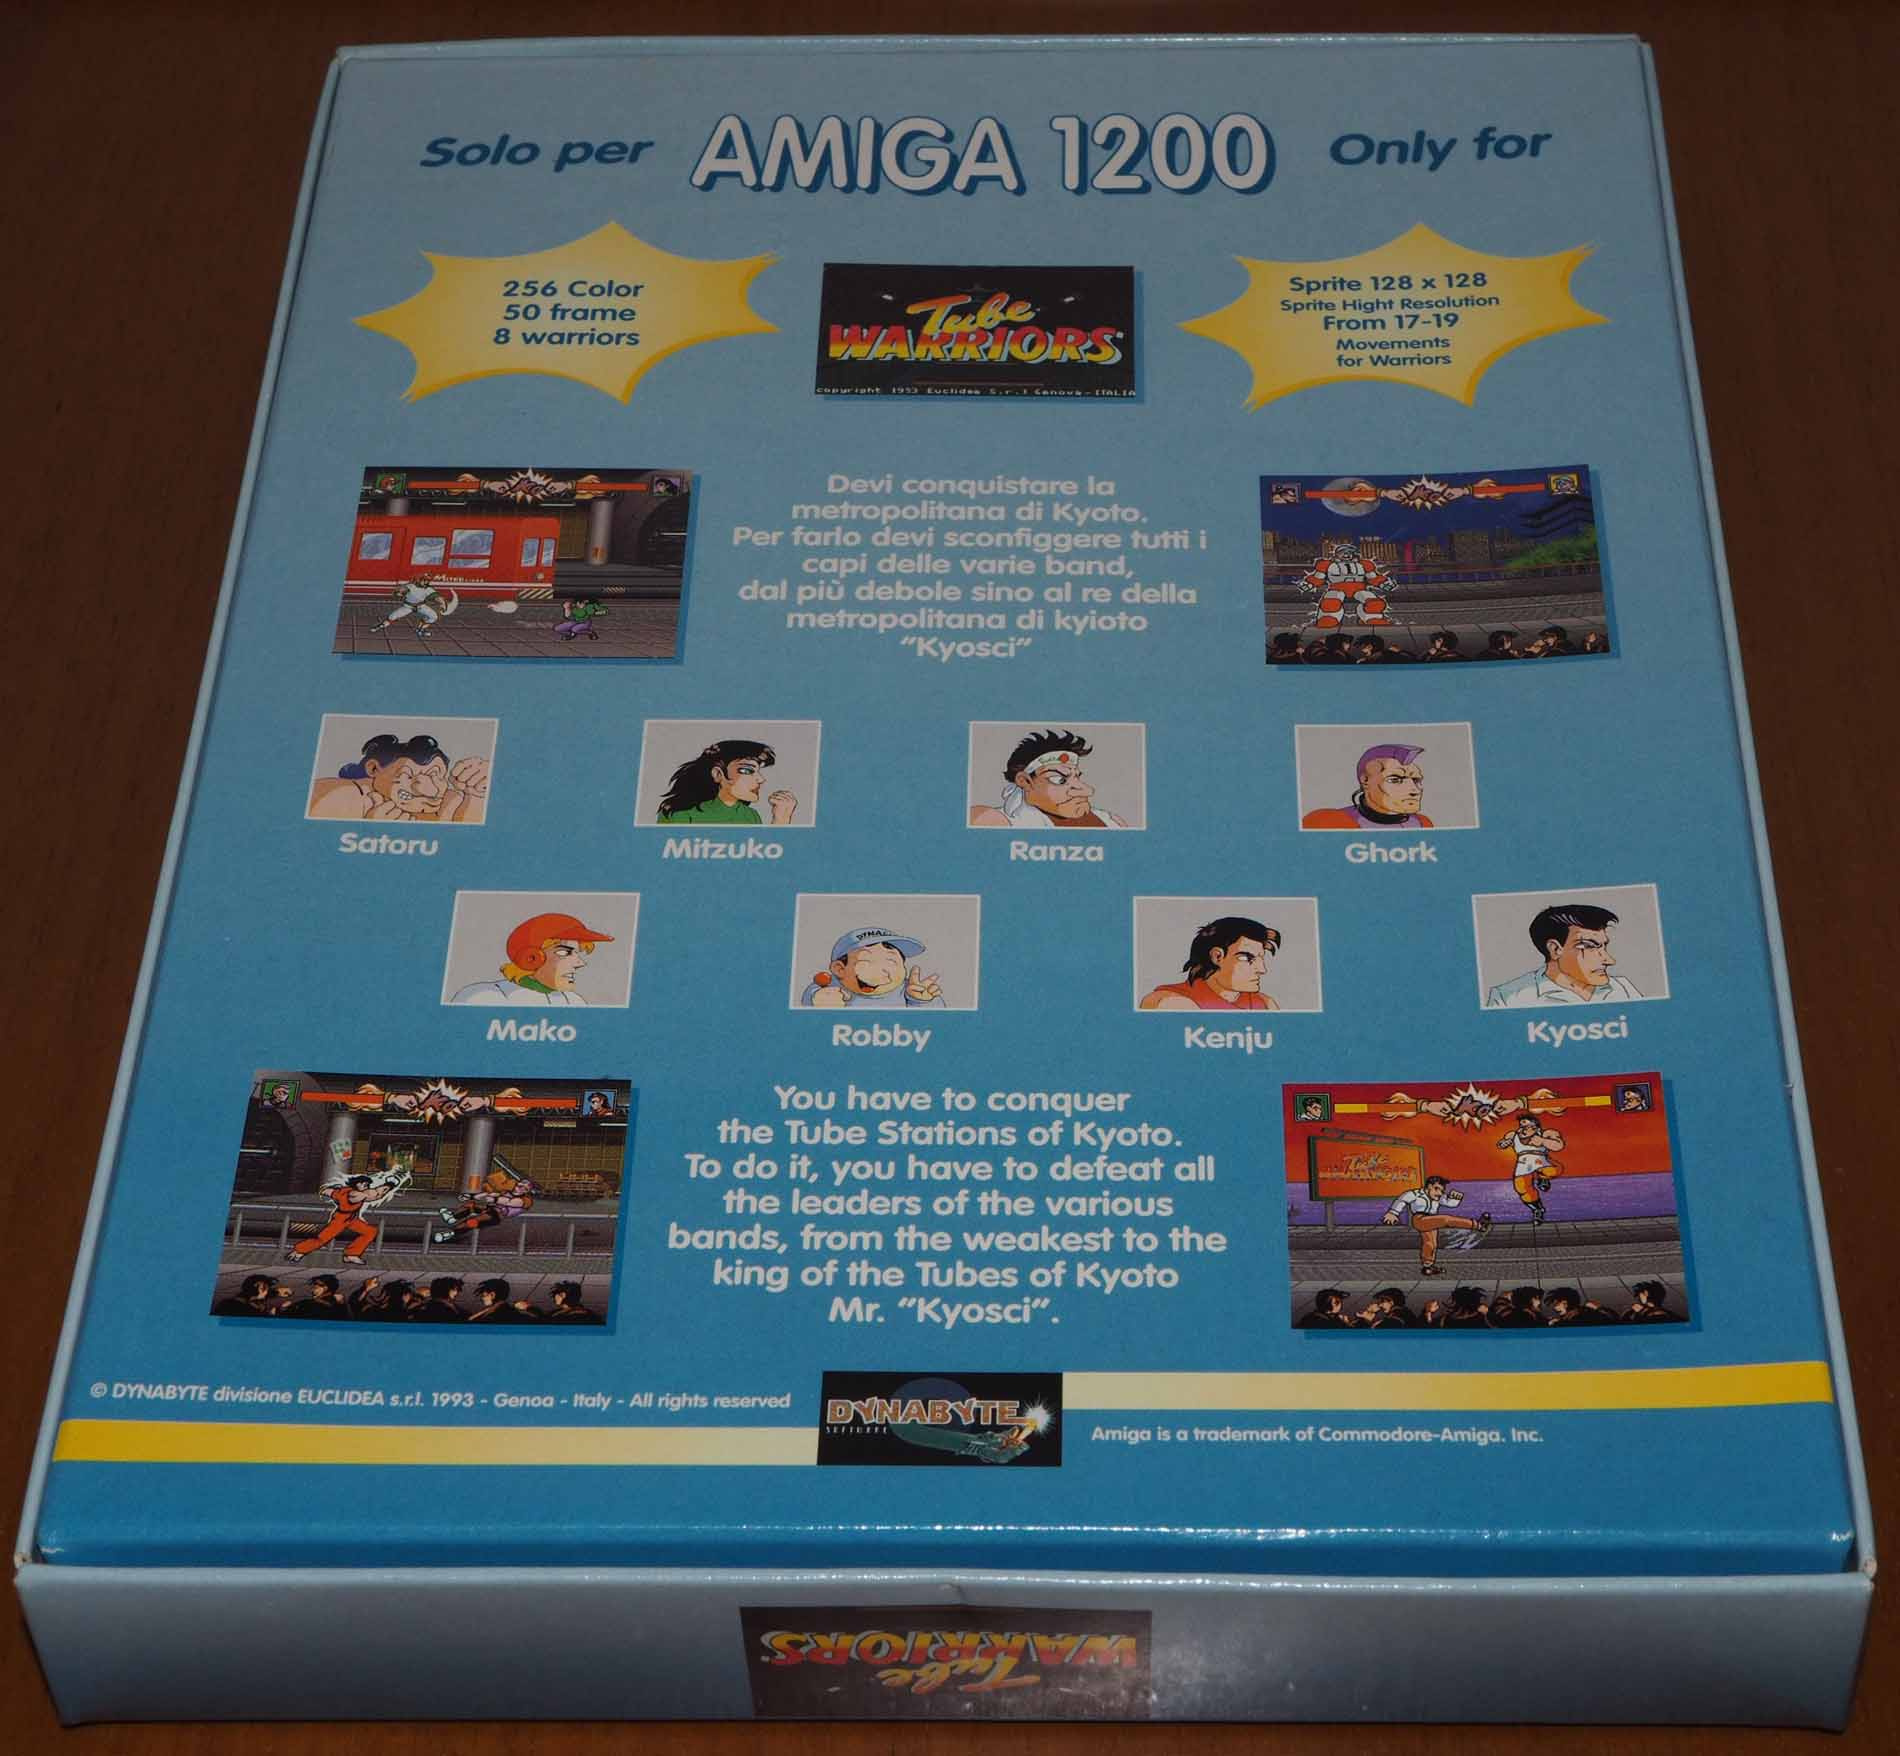 Solo per AMIGA 1200 Only for
256 Color
50 frame
8 warriors
Tube
WARRIORS
copyright 1993 Euclidea S.r.l Genova-ITALIA
Sprite 128 x 128
Sprite Hight Resolution
From 17-19
Movements
for Warriors
Devi conquistare la
metropolitana di Kyoto.
Per farlo devi sconfiggere tutti i
capi delle varie band,
dal più debole sino al re della
metropolitana di kyioto
"Kyosci"
Satoru
Mitzuko
Ranza
Ghork
Mako
Robby
Kenju
Kyosci
You have to conquer
the Tube Stations of Kyoto.
To do it, you have to defeat all
the leaders of the various
bands, from the weakest to the
king of the Tubes of Kyoto
Mr. "Kyosci".
© DYNABYTE divisione EUCLIDEA s.r.l. 1993 - Genoa - Italy - All rights reserved
DYNABYTE
SOFTWARE
Amiga is a trademark of Commodore-Amiga. Inc.
Tube
WARRIORS